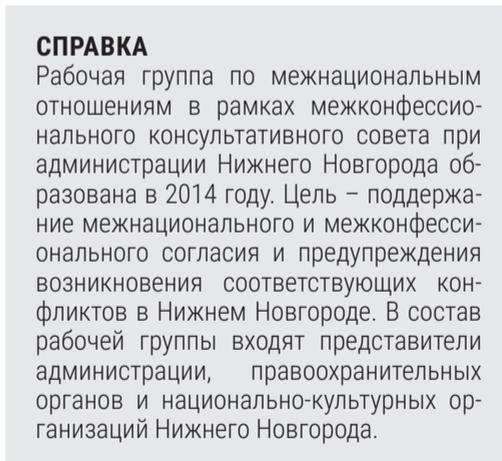 СПРАВКА
Рабочая группа по межнациональным
отношениям в рамках межконфессио-
нального консультативного совета при
администрации Нижнего Новгорода об-
разована в 2014 году. Цель – поддержа-
ние межнационального и межконфесси-
онального согласия и предупреждения
возникновения соответствующих кон-
фликтов в Нижнем Новгороде. В состав
рабочей группы входят представители
администрации, правоохранительных
органов и национально-культурных ор-
ганизаций Нижнего Новгорода.